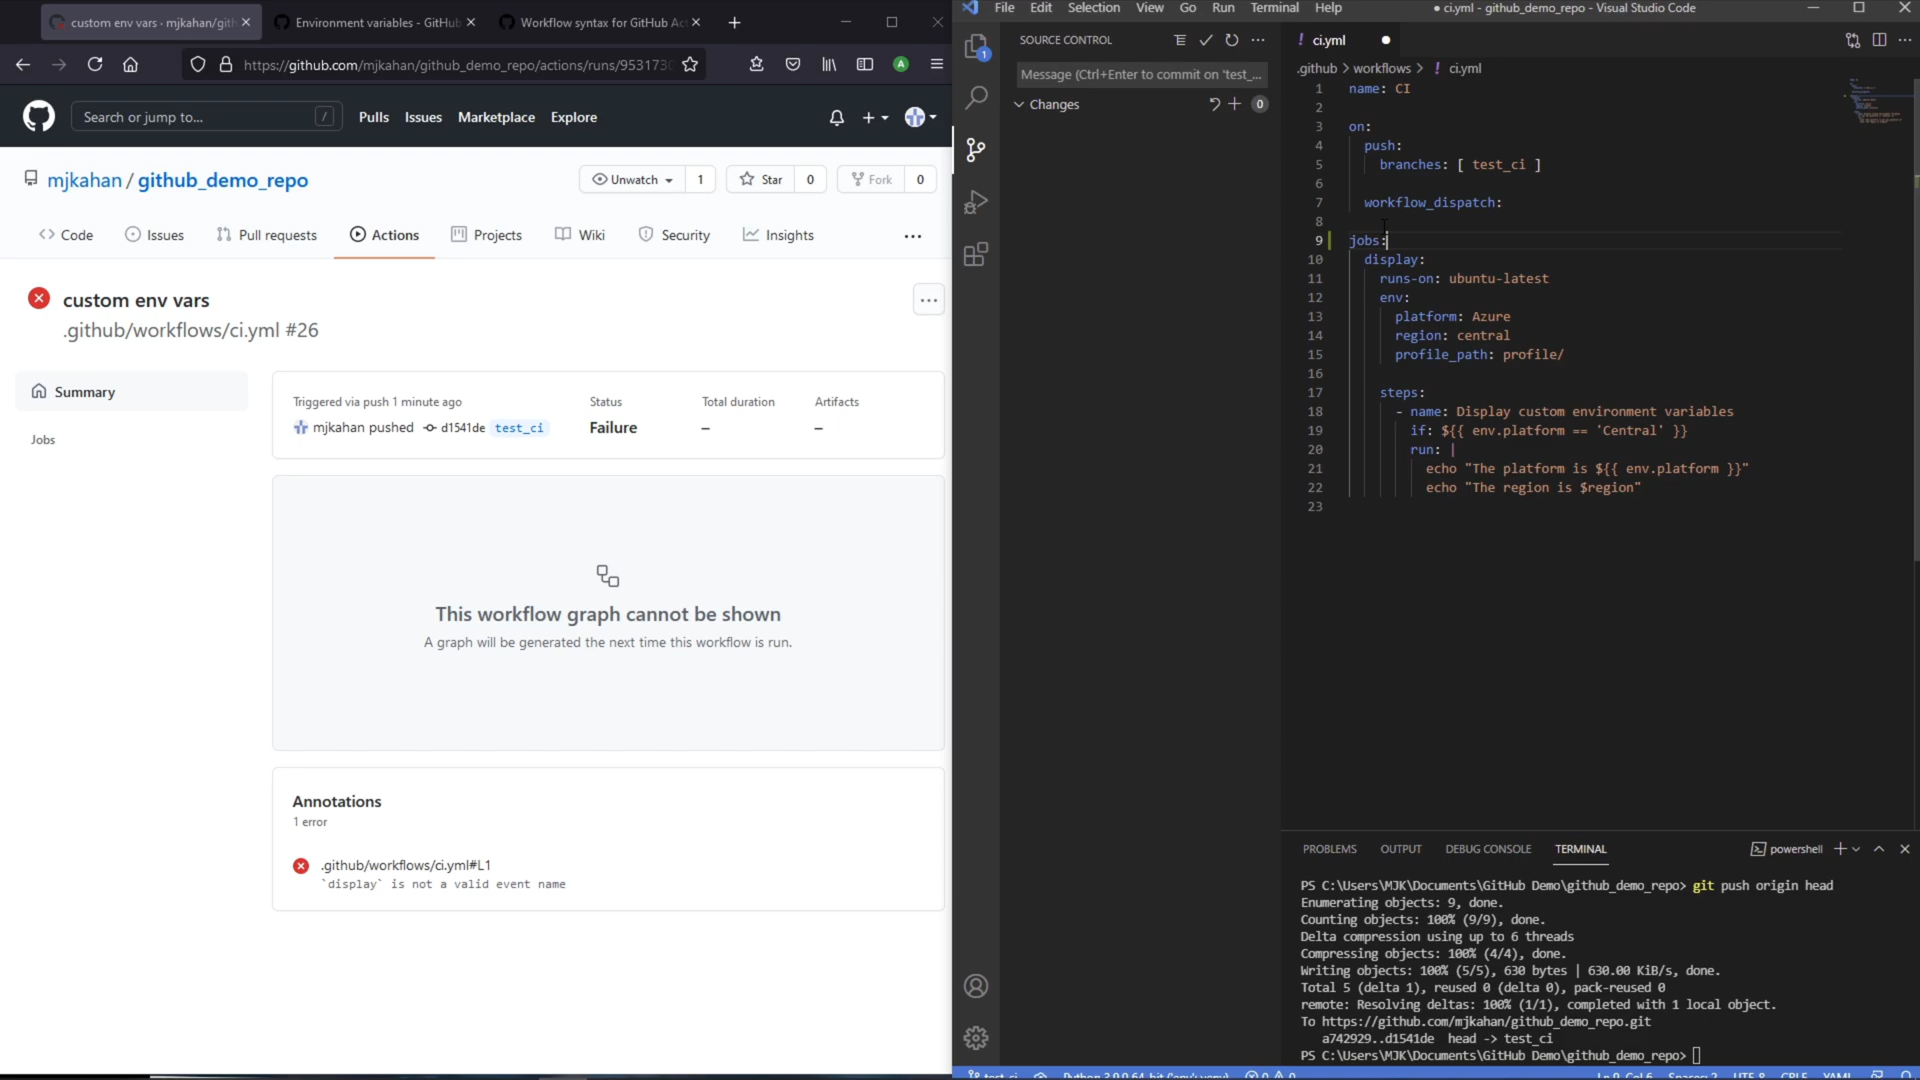 custom env vars · mjkahan/gith
Environment variables - GitHub
Workflow syntax for GitHub Ac
https://github.com/mjkahan/github_demo_repo/actions/runs/953173
Search or jump to...
/
Pulls
Issues
Marketplace
Explore
mjkahan / github_demo_repo
Unwatch
1
Star
0
Fork
0
Code
Issues
Pull requests
Actions
Projects
Wiki
Security
Insights
custom env vars
.github/workflows/ci.yml #26
Summary
Jobs
Triggered via push 1 minute ago
mjkahan pushed d1541de test_ci
Status
Failure
Total duration
–
Artifacts
–
This workflow graph cannot be shown
A graph will be generated the next time this workflow is run.
Annotations
1 error
.github/workflows/ci.yml#L1
`display` is not a valid event name
File Edit Selection View Go Run Terminal Help
● ci.yml - github_demo_repo - Visual Studio Code
1
SOURCE CONTROL
Message (Ctrl+Enter to commit on 'test_...
Changes
0
! ci.yml
.github > workflows > ! ci.yml
1 name: CI
2
3 on:
4 push:
5 branches: [ test_ci ]
6
7 workflow_dispatch:
8
9 jobs:
10 display:
11 runs-on: ubuntu-latest
12 env:
13 platform: Azure
14 region: central
15 profile_path: profile/
16
17 steps:
18 - name: Display custom environment variables
19 if: ${{ env.platform == 'Central' }}
20 run: |
21 echo "The platform is ${{ env.platform }}"
22 echo "The region is $region"
23
PROBLEMS
OUTPUT
DEBUG CONSOLE
TERMINAL
powershell
PS C:\Users\MJK\Documents\GitHub Demo\github_demo_repo> git push origin head
Enumerating objects: 9, done.
Counting objects: 100% (9/9), done.
Delta compression using up to 6 threads
Compressing objects: 100% (4/4), done.
Writing objects: 100% (5/5), 630 bytes | 630.00 KiB/s, done.
Total 5 (delta 1), reused 0 (delta 0), pack-reused 0
remote: Resolving deltas: 100% (1/1), completed with 1 local object.
To https://github.com/mjkahan/github_demo_repo.git
a742929..d1541de head -> test_ci
PS C:\Users\MJK\Documents\GitHub Demo\github_demo_repo>